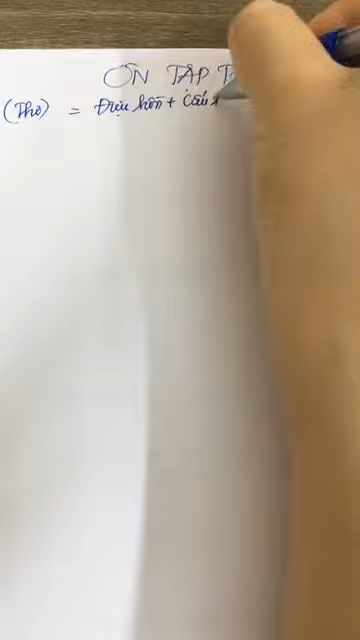 ÔN TẬP T
(Thơ) = Điệu hồn + Cấu